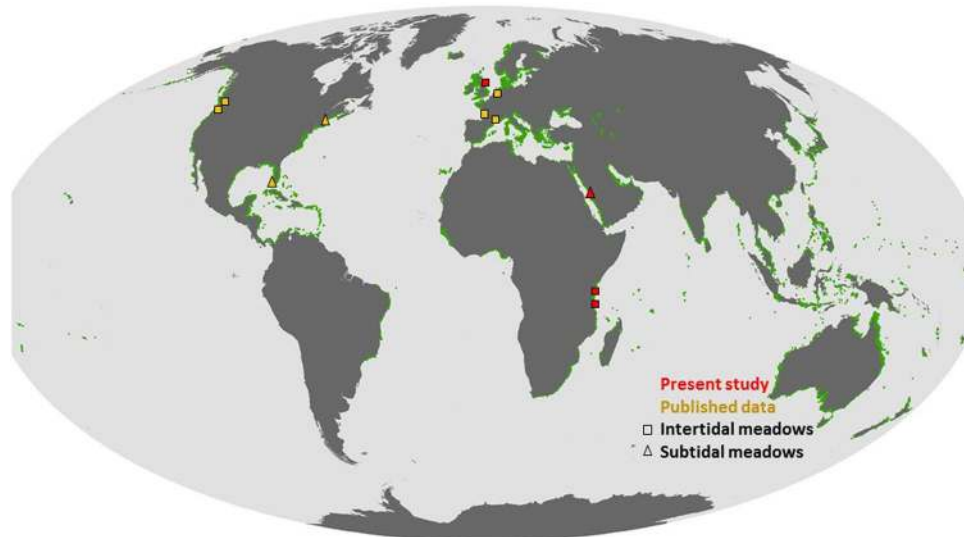 Present study
Published data
Intertidal meadows
Subtidal meadows